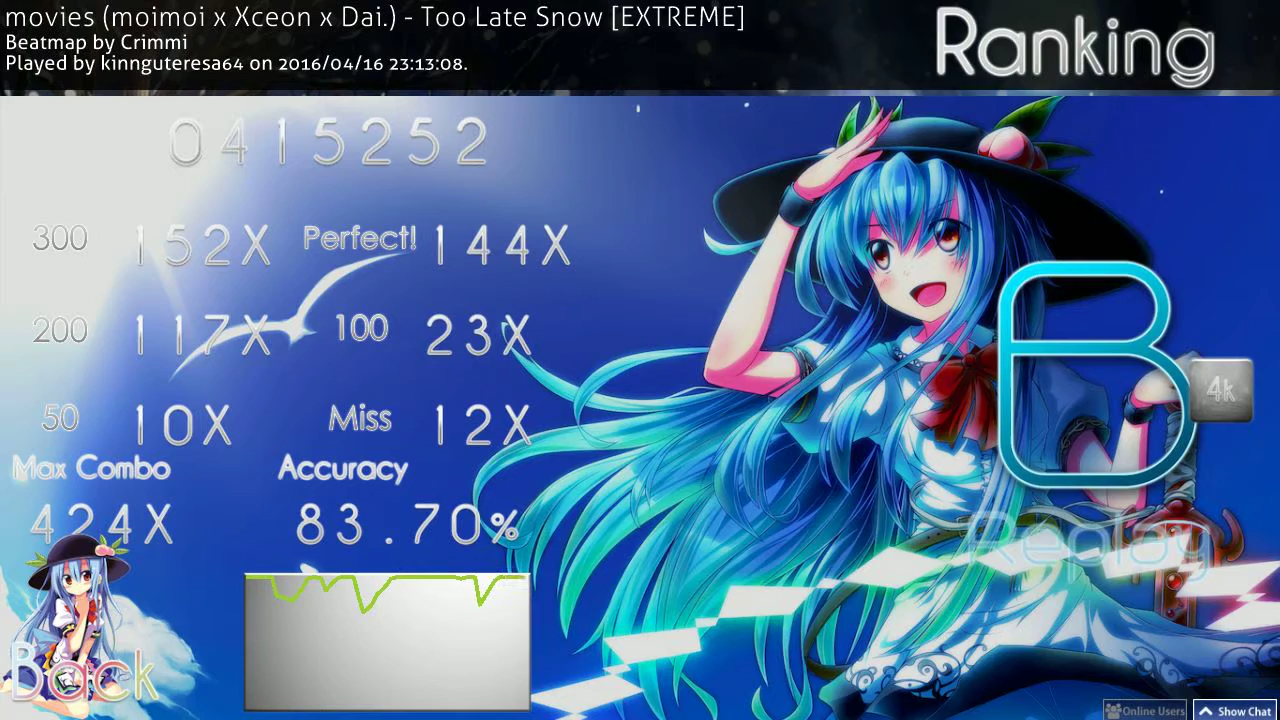 movies (moimoi x Xceon x Dai.) - Too Late Snow [EXTREME]
Beatmap by Crimmi
Played by kinnguteresa64 on 2016/04/16 23:13:08.
Ranking
0415252
300 152X Perfect! 144X
200 117X 100 23X
50 10X Miss 12X
Max Combo Accuracy
424X 83.70%
B
4k
Replay
Back
Online Users
Show Chat